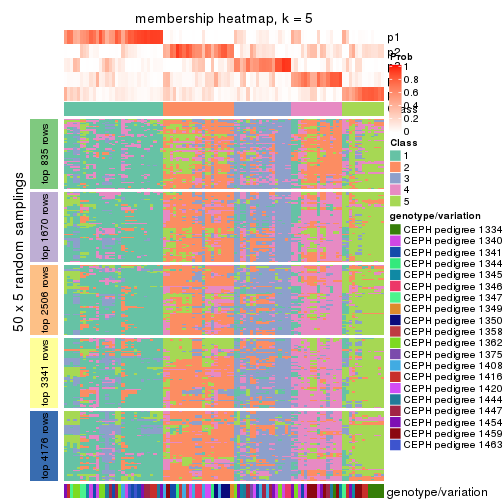 membership heatmap, k = 5
p1
p2
Prob
1
0.8
0.6
0.4
0.2
0
Class
1
2
3
4
5
50 x 5 random samplings
top 835 rows
top 1670 rows
top 2506 rows
top 3341 rows
top 4176 rows
genotype/variation
CEPH pedigree 1334
CEPH pedigree 1340
CEPH pedigree 1341
CEPH pedigree 1344
CEPH pedigree 1345
CEPH pedigree 1346
CEPH pedigree 1347
CEPH pedigree 1349
CEPH pedigree 1350
CEPH pedigree 1358
CEPH pedigree 1362
CEPH pedigree 1375
CEPH pedigree 1408
CEPH pedigree 1416
CEPH pedigree 1420
CEPH pedigree 1444
CEPH pedigree 1447
CEPH pedigree 1454
CEPH pedigree 1459
CEPH pedigree 1463
genotype/variation